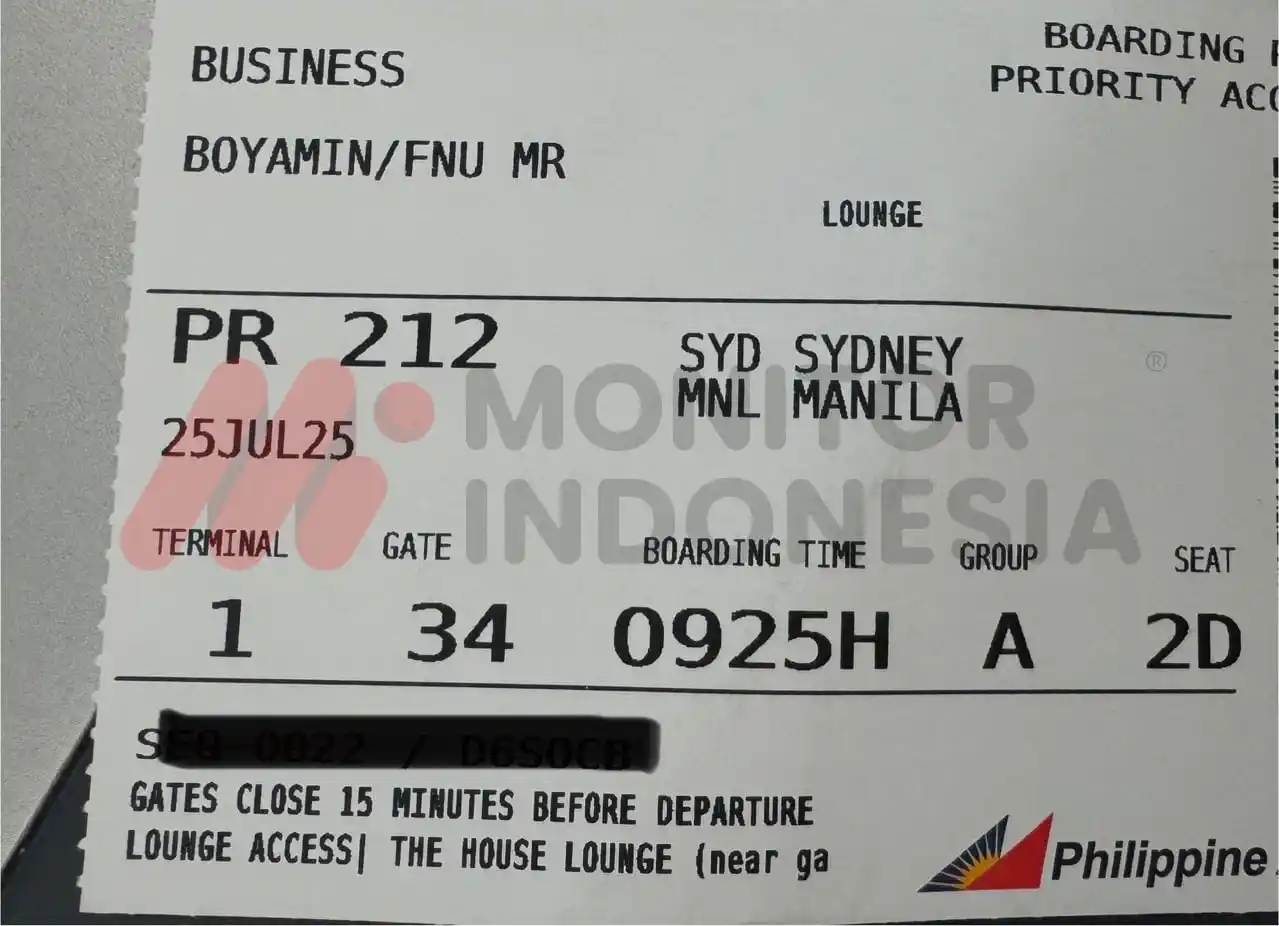 BUSINESS
BOARDING
PRIORITY
BOYAMIN/FNU MR
LOUNGE
PR 212
SYD SYDNEY
MNL MANILA
®
MONITOR
INDONESIA
25JUL25
TERMINAL GATE BOARDING TIME GROUP SEAT
1 34 0925H A 2D
GATES CLOSE 15 MINUTES BEFORE DEPARTURE
LOUNGE ACCESS| THE HOUSE LOUNGE (near ga
Philippine